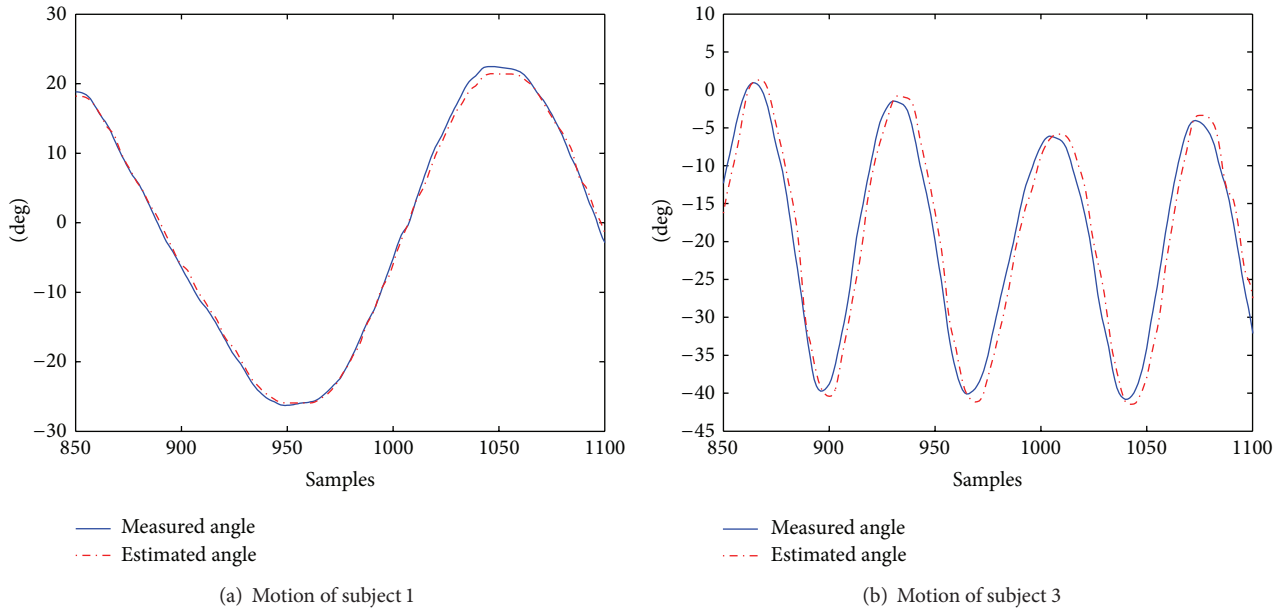 30
20
10
0
−10
−20
−30
(deg)
850 900 950 1000 1050 1100
Samples
Measured angle
Estimated angle
(a) Motion of subject 1
10
5
0
−5
−10
−15
−20
−25
−30
−35
−40
−45
(deg)
850 900 950 1000 1050 1100
Samples
Measured angle
Estimated angle
(b) Motion of subject 3